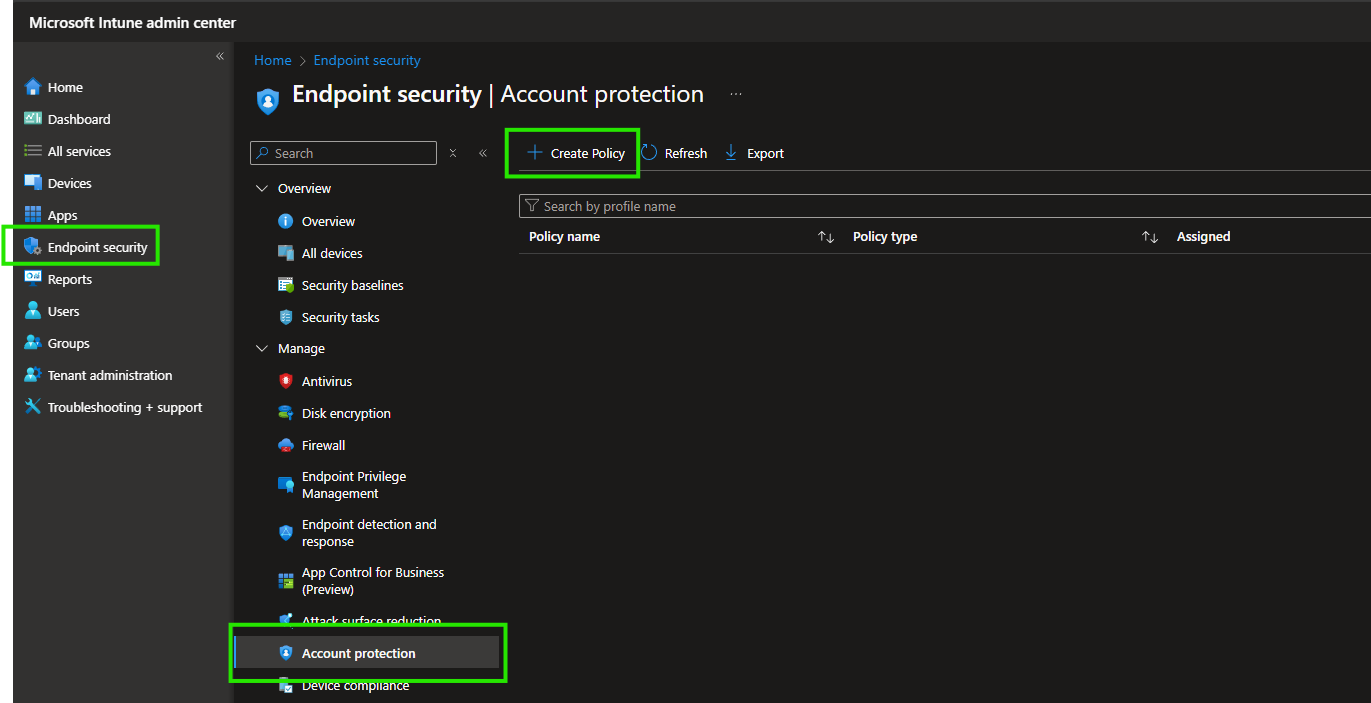 Microsoft Intune admin center
«
Home
Dashboard
All services
Devices
Apps
Endpoint security
Reports
Users
Groups
Tenant administration
Troubleshooting + support
Home > Endpoint security
Endpoint security | Account protection ...
Search
«
Overview
Overview
All devices
Security baselines
Security tasks
Manage
Antivirus
Disk encryption
Firewall
Endpoint Privilege
Management
Endpoint detection and
response
App Control for Business
(Preview)
Attack surface reduction
Account protection
Device compliance
+ Create Policy Refresh Export
Search by profile name
Policy name ↑↓ Policy type ↑↓ Assigned